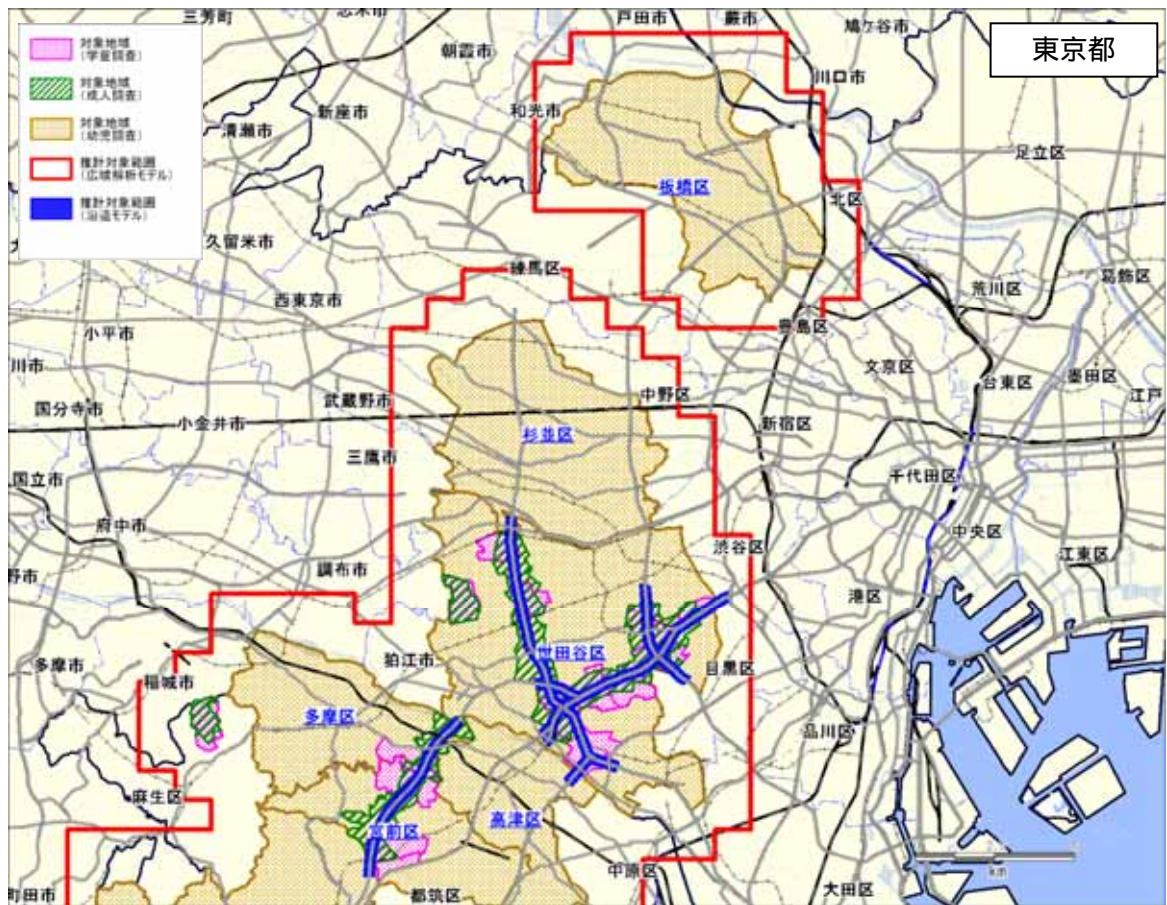 東京都
対象地域
(学童調査)
対象地域
(成人調査)
対象地域
(幼児調査)
推計対象範囲
(広域解析モデル)
推計対象範囲
(沿道モデル)
三芳町
志木市
戸田市
蕨市
鳩ケ谷市
朝霞市
川口市
和光市
新座市
清瀬市
足立区
板橋区
北区
久留米市
練馬区
葛飾区
荒川区
西東京市
豊島区
小平市
文京区
川市
台東区
墨田区
武蔵野市
中野区
江戸
国分寺市
小金井市
新宿区
杉並区
三鷹市
千代田区
国立市
府中市
中央区
渋谷区
江東区
調布市
野市
港区
世田谷区
狛江市
多摩市
目黒区
稲城市
多摩区
品川区
麻生区
高津区
宮前区
中原区
km
町田市
都筑区
大田区